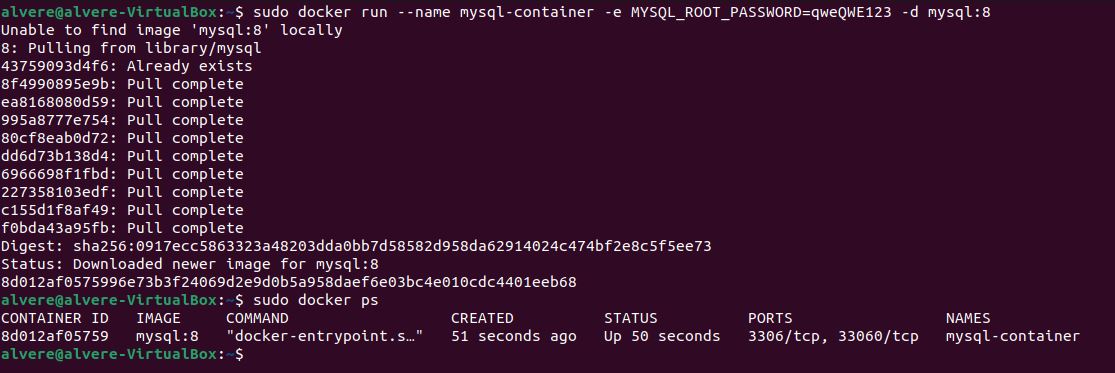 alvere@alvere-VirtualBox:~$ sudo docker run --name mysql-container -e MYSQL_ROOT_PASSWORD=qweQWE123 -d mysql:8
Unable to find image 'mysql:8' locally
8: Pulling from library/mysql
43759093d4f6: Already exists
8f4990895e9b: Pull complete
ea8168080d59: Pull complete
995a8777e754: Pull complete
80cf8eab0d72: Pull complete
dd6d73b138d4: Pull complete
6966698f1fbd: Pull complete
227358103edf: Pull complete
c155d1f8af49: Pull complete
f0bda43a95fb: Pull complete
Digest: sha256:0917ecc5863323a48203dda0bb7d58582d958da62914024c474bf2e8c5f5ee73
Status: Downloaded newer image for mysql:8
8d012af0575996e73b3f24069d2e9d0b5a958daef6e03bc4e010cdc4401eeb68
alvere@alvere-VirtualBox:~$ sudo docker ps
CONTAINER ID   IMAGE     COMMAND                  CREATED          STATUS          PORTS                 NAMES
8d012af05759   mysql:8   "docker-entrypoint.s…"   51 seconds ago   Up 50 seconds   3306/tcp, 33060/tcp   mysql-container
alvere@alvere-VirtualBox:~$